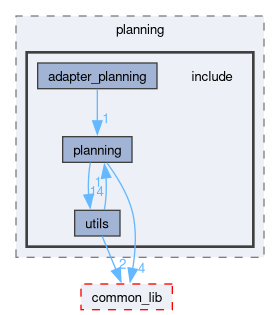 planning
adapter_planning
include
1
planning
1
14
utils
2
4
common_lib